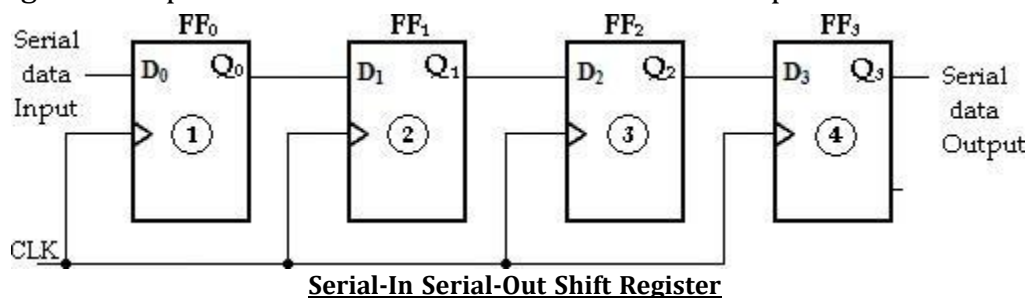 FF₀ FF₁ FF₂ FF₃
Serial
data
Input
D₀ Q₀ D₁ Q₁ D₂ Q₂ D₃ Q₃
Serial
data
Output
1 2 3 4
CLK
Serial-In Serial-Out Shift Register